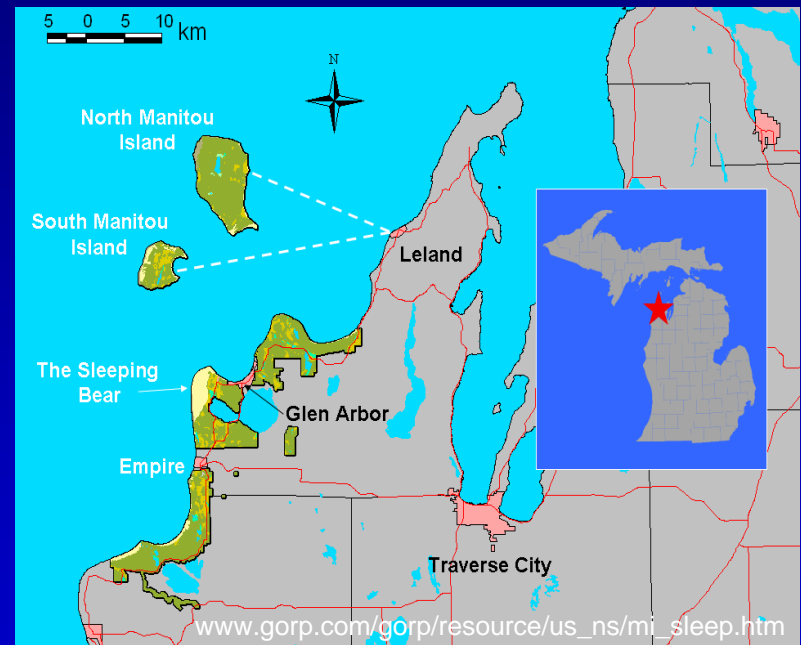 5 0 5 10 km
N
North Manitou
Island
South Manitou
Island
Leland
The Sleeping
Bear
Glen Arbor
Empire
Traverse City
www.gorp.com/gorp/resource/us_ns/mi_sleep.htm